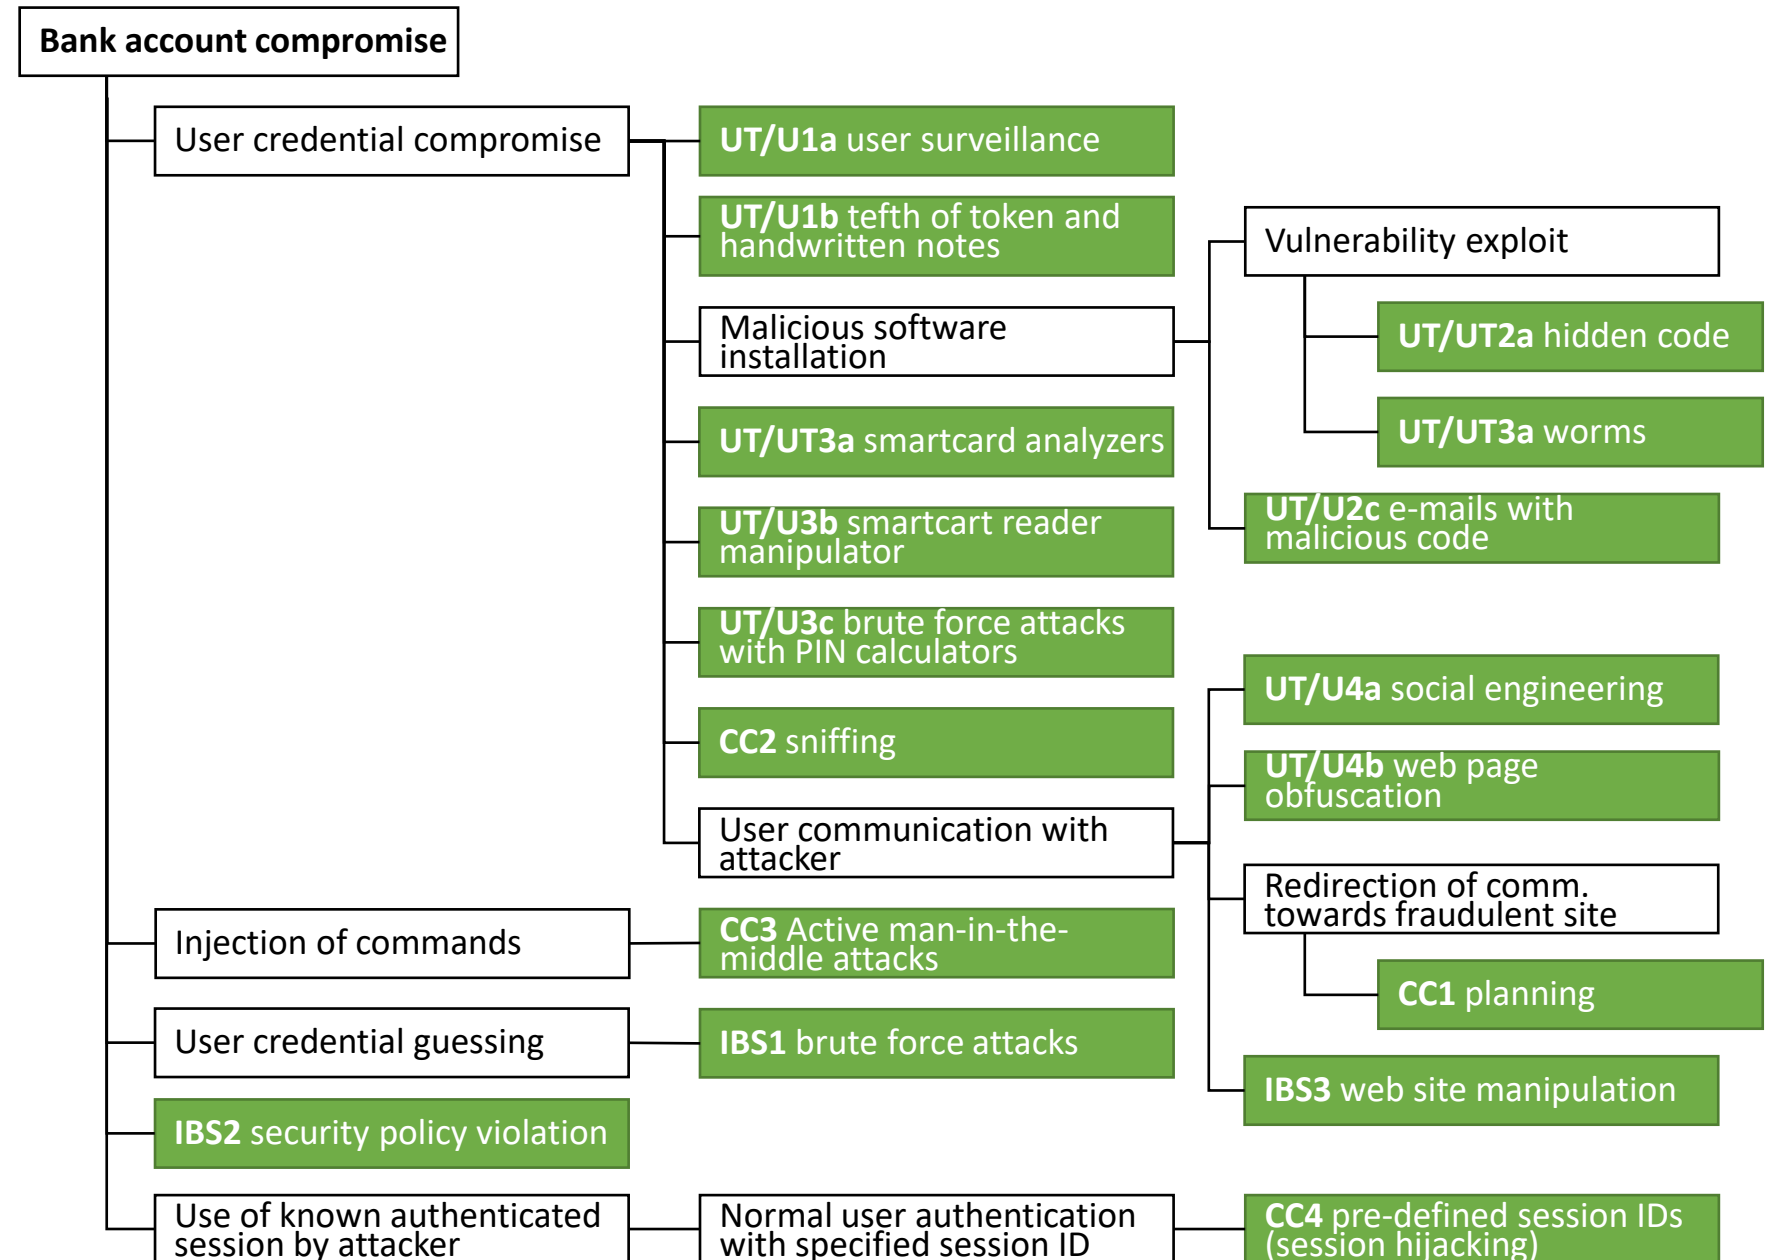 Bank account compromise
User credential compromise
UT/U1a user surveillance
UT/U1b tefth of token and
handwritten notes
Malicious software
installation
Vulnerability exploit
UT/UT2a hidden code
UT/UT3a worms
UT/U2c e-mails with
malicious code
UT/UT3a smartcard analyzers
UT/U3b smartcart reader
manipulator
UT/U3c brute force attacks
with PIN calculators
CC2 sniffing
User communication with
attacker
UT/U4a social engineering
UT/U4b web page
obfuscation
Redirection of comm.
towards fraudulent site
CC1 planning
IBS3 web site manipulation
Injection of commands
CC3 Active man-in-the-
middle attacks
User credential guessing
IBS1 brute force attacks
IBS2 security policy violation
Use of known authenticated
session by attacker
Normal user authentication
with specified session ID
CC4 pre-defined session IDs
(session hijacking)